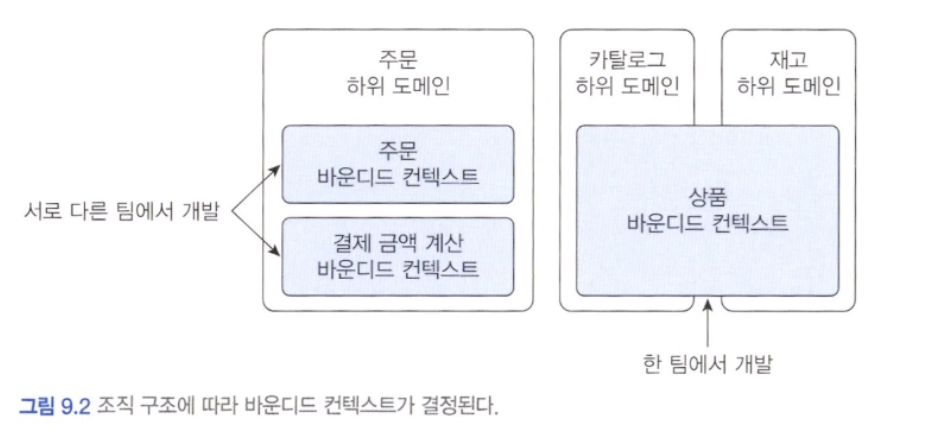 주문
하위 도메인
주문
바운디드 컨텍스트
결제 금액 계산
바운디드 컨텍스트
서로 다른 팀에서 개발
카탈로그
하위 도메인
재고
하위 도메인
상품
바운디드 컨텍스트
한 팀에서 개발
그림 9.2 조직 구조에 따라 바운디드 컨텍스트가 결정된다.